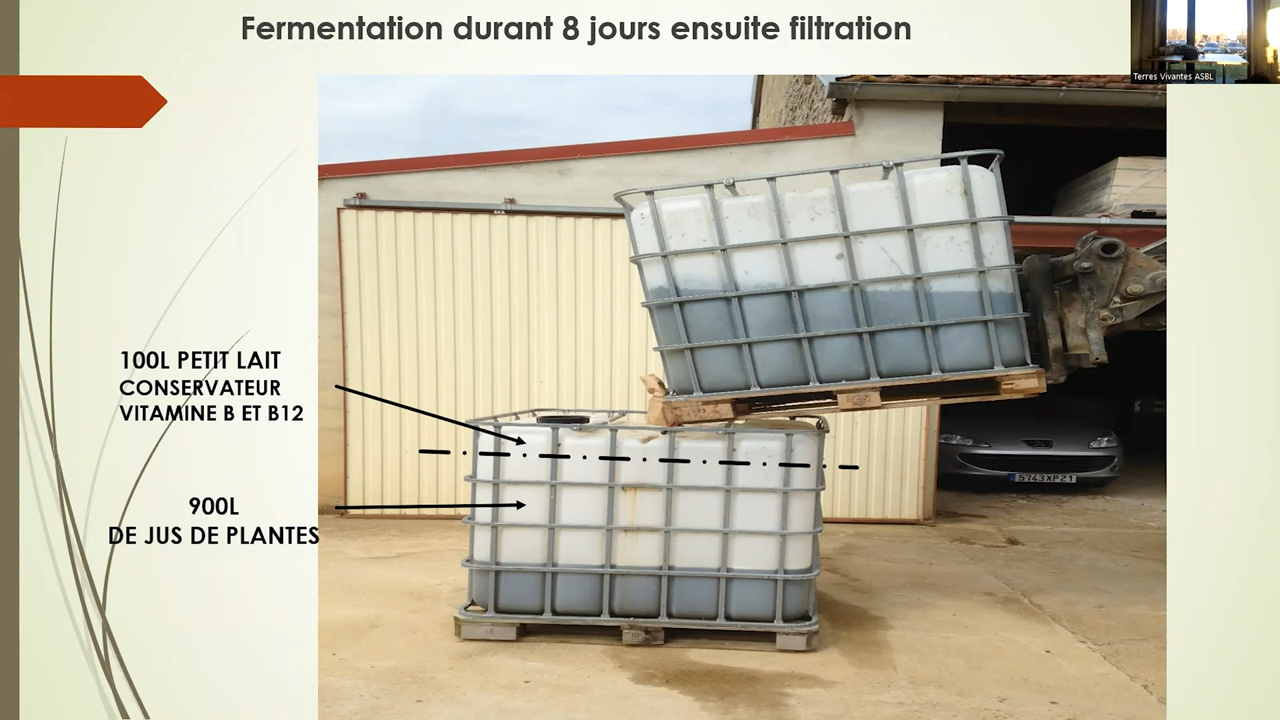 Fermentation durant 8 jours ensuite filtration
Terres Vivantes ASBL
100L PETIT LAIT
CONSERVATEUR
VITAMINE B ET B12
900L
DE JUS DE PLANTES
5743XP21